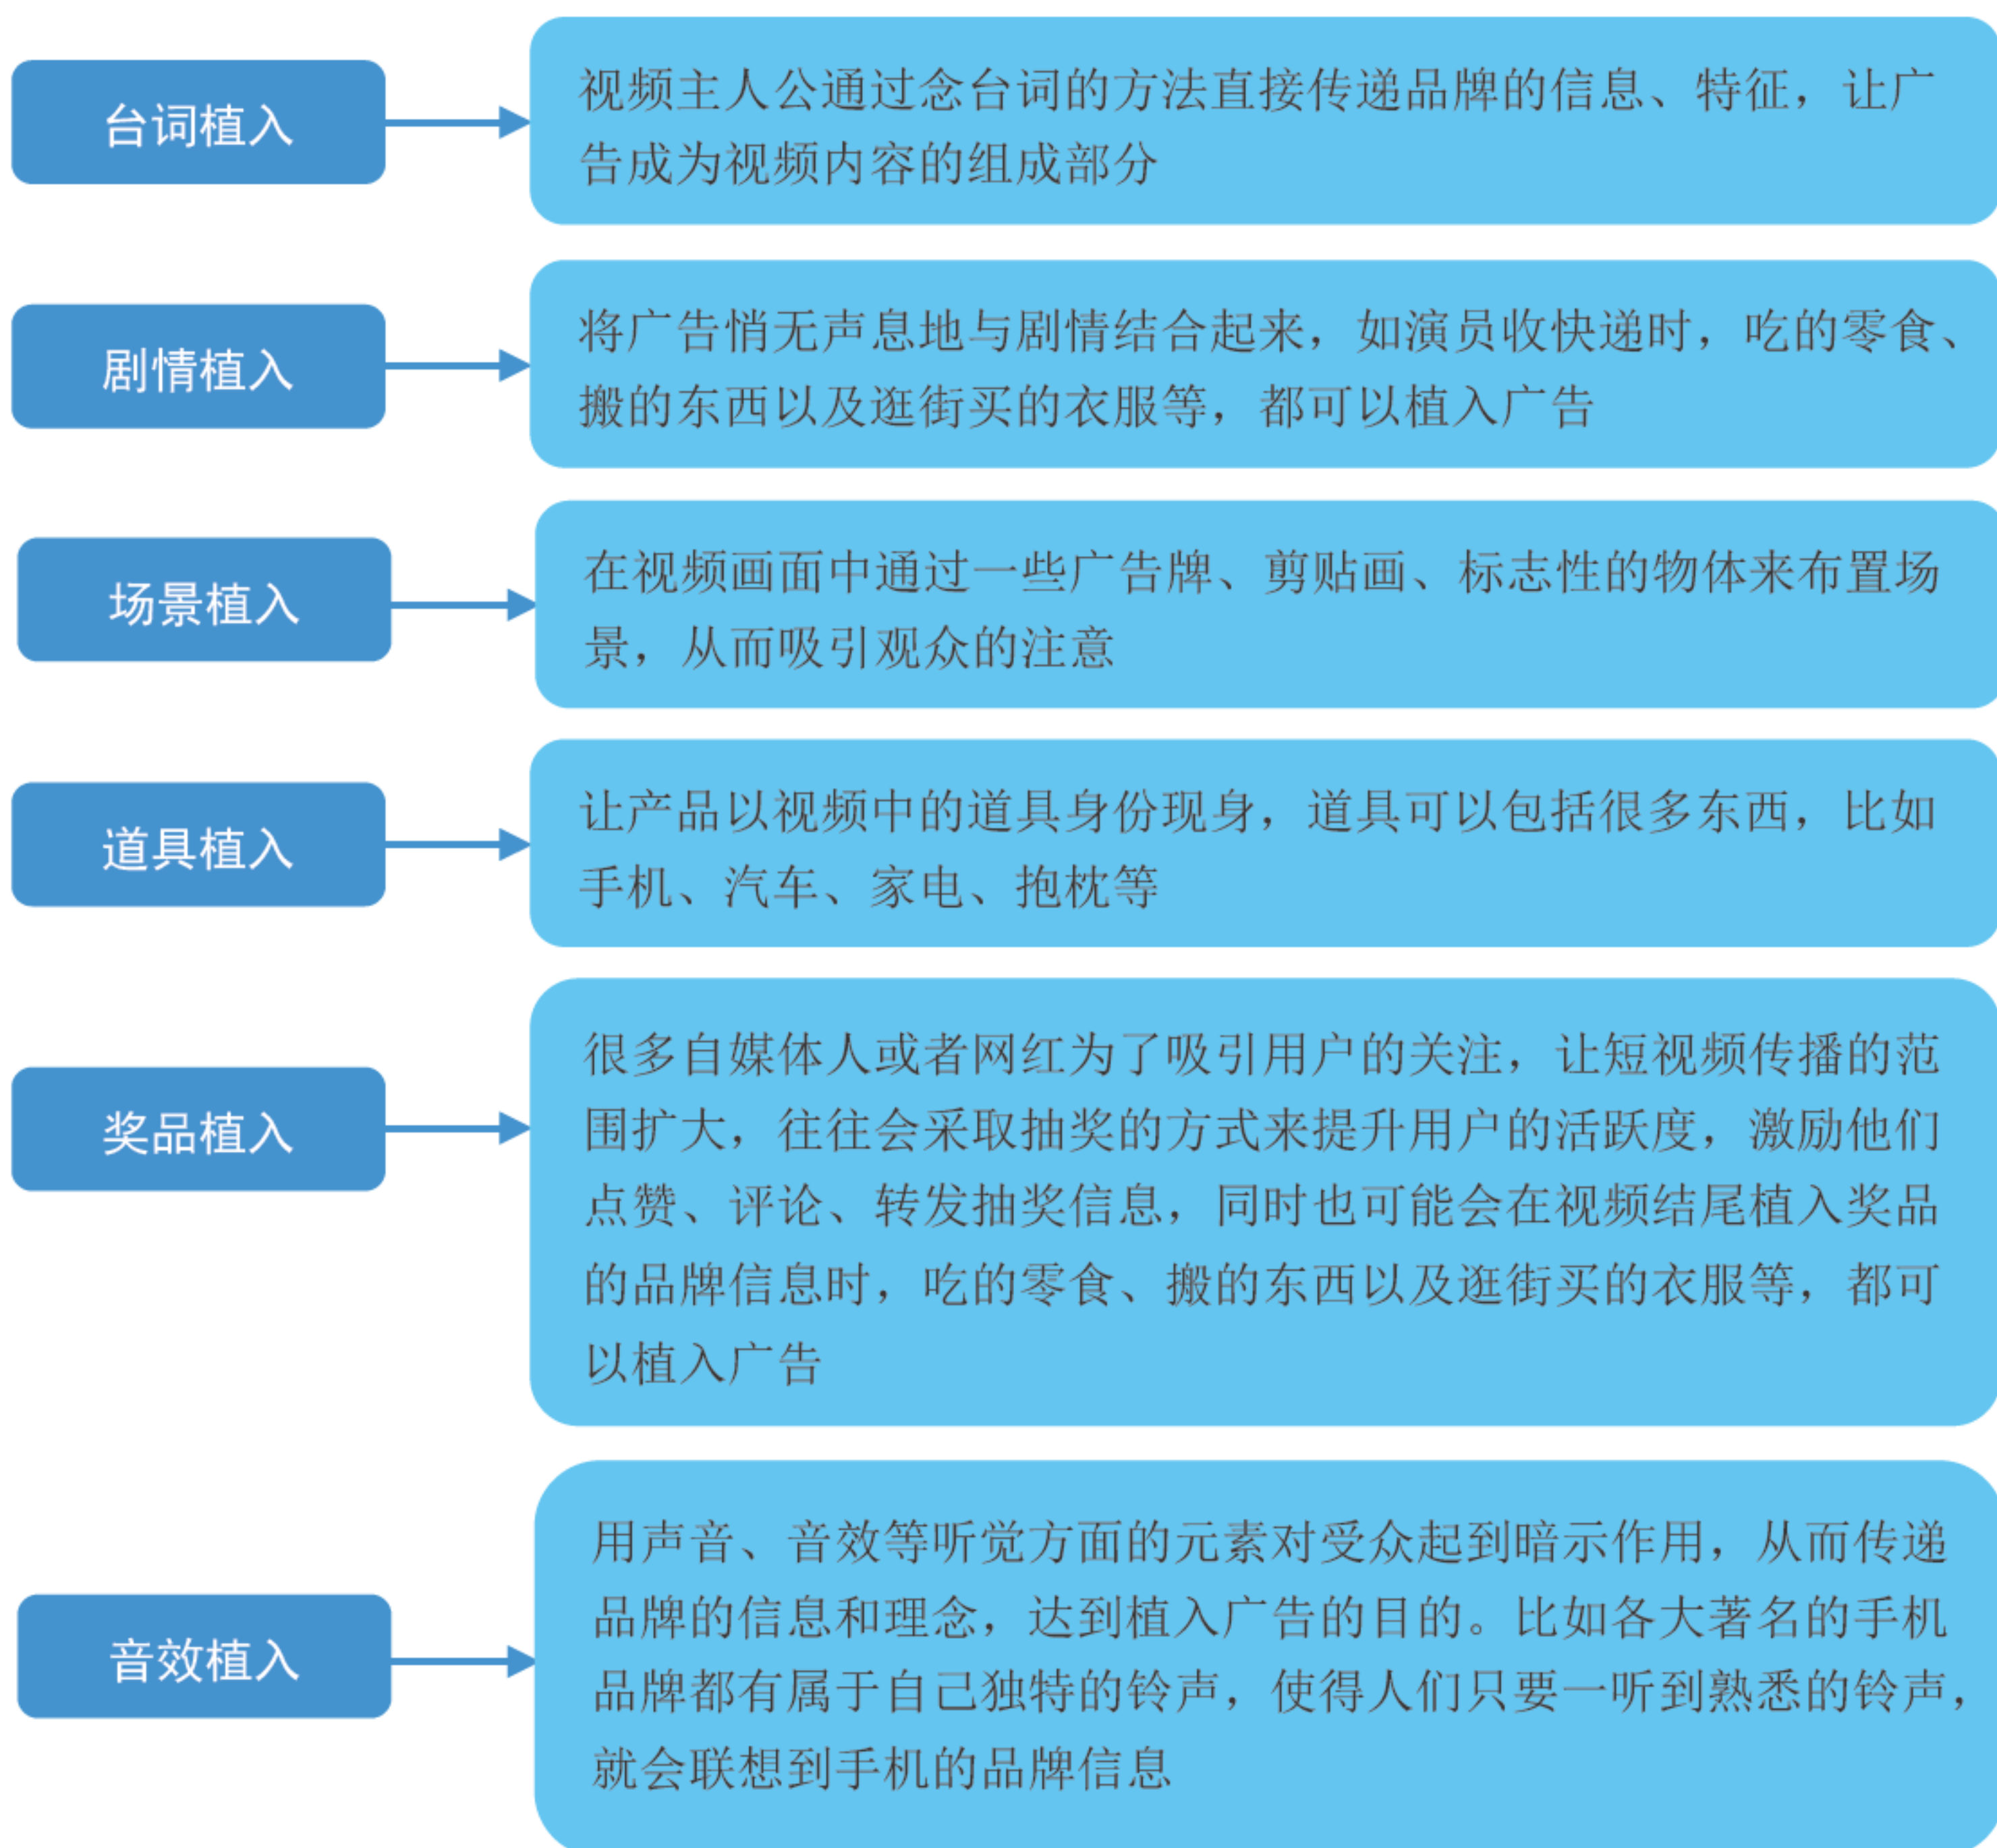 台词植入
视频主人公通过念台词的方法直接传递品牌的信息、特征，让广
告成为视频内容的组成部分
剧情植入
将广告悄无声息地与剧情结合起来，如演员收快递时，吃的零食、
搬的东西以及逛街买的衣服等，都可以植入广告
场景植入
在视频画面中通过一些广告牌、剪贴画、标志性的物体来布置场
景，从而吸引观众的注意
道具植入
让产品以视频中的道具身份现身，道具可以包括很多东西，比如
手机、汽车、家电、抱枕等
奖品植入
很多自媒体人或者网红为了吸引用户的关注，让短视频传播的范
围扩大，往往会采取抽奖的方式来提升用户的活跃度，激励他们
点赞、评论、转发抽奖信息，同时也可能会在视频结尾植入奖品
的品牌信息时，吃的零食、搬的东西以及逛街买的衣服等，都可
以植入广告
音效植入
用声音、音效等听觉方面的元素对受众起到暗示作用，从而传递
品牌的信息和理念，达到植入广告的目的。比如各大著名的手机
品牌都有属于自己独特的铃声，使得人们只要一听到熟悉的铃声，
就会联想到手机的品牌信息